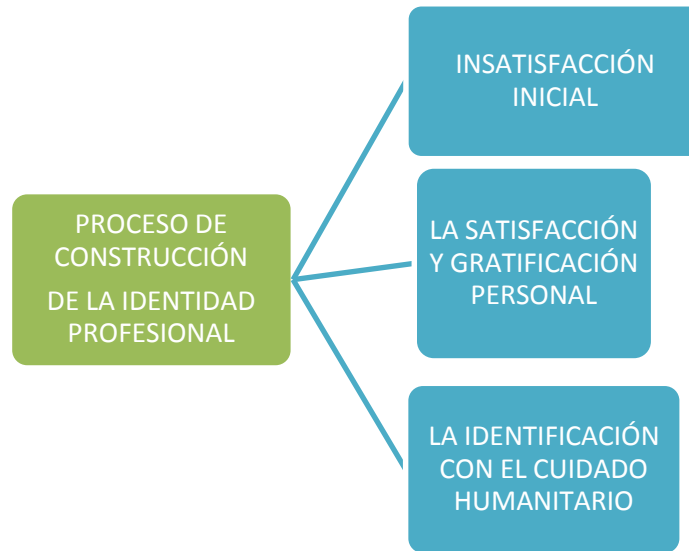 PROCESO DE
CONSTRUCCIÓN
DE LA IDENTIDAD
PROFESIONAL
INSATISFACCIÓN
INICIAL
LA SATISFACCIÓN
Y GRATIFICACIÓN
PERSONAL
LA IDENTIFICACIÓN
CON EL CUIDADO
HUMANITARIO